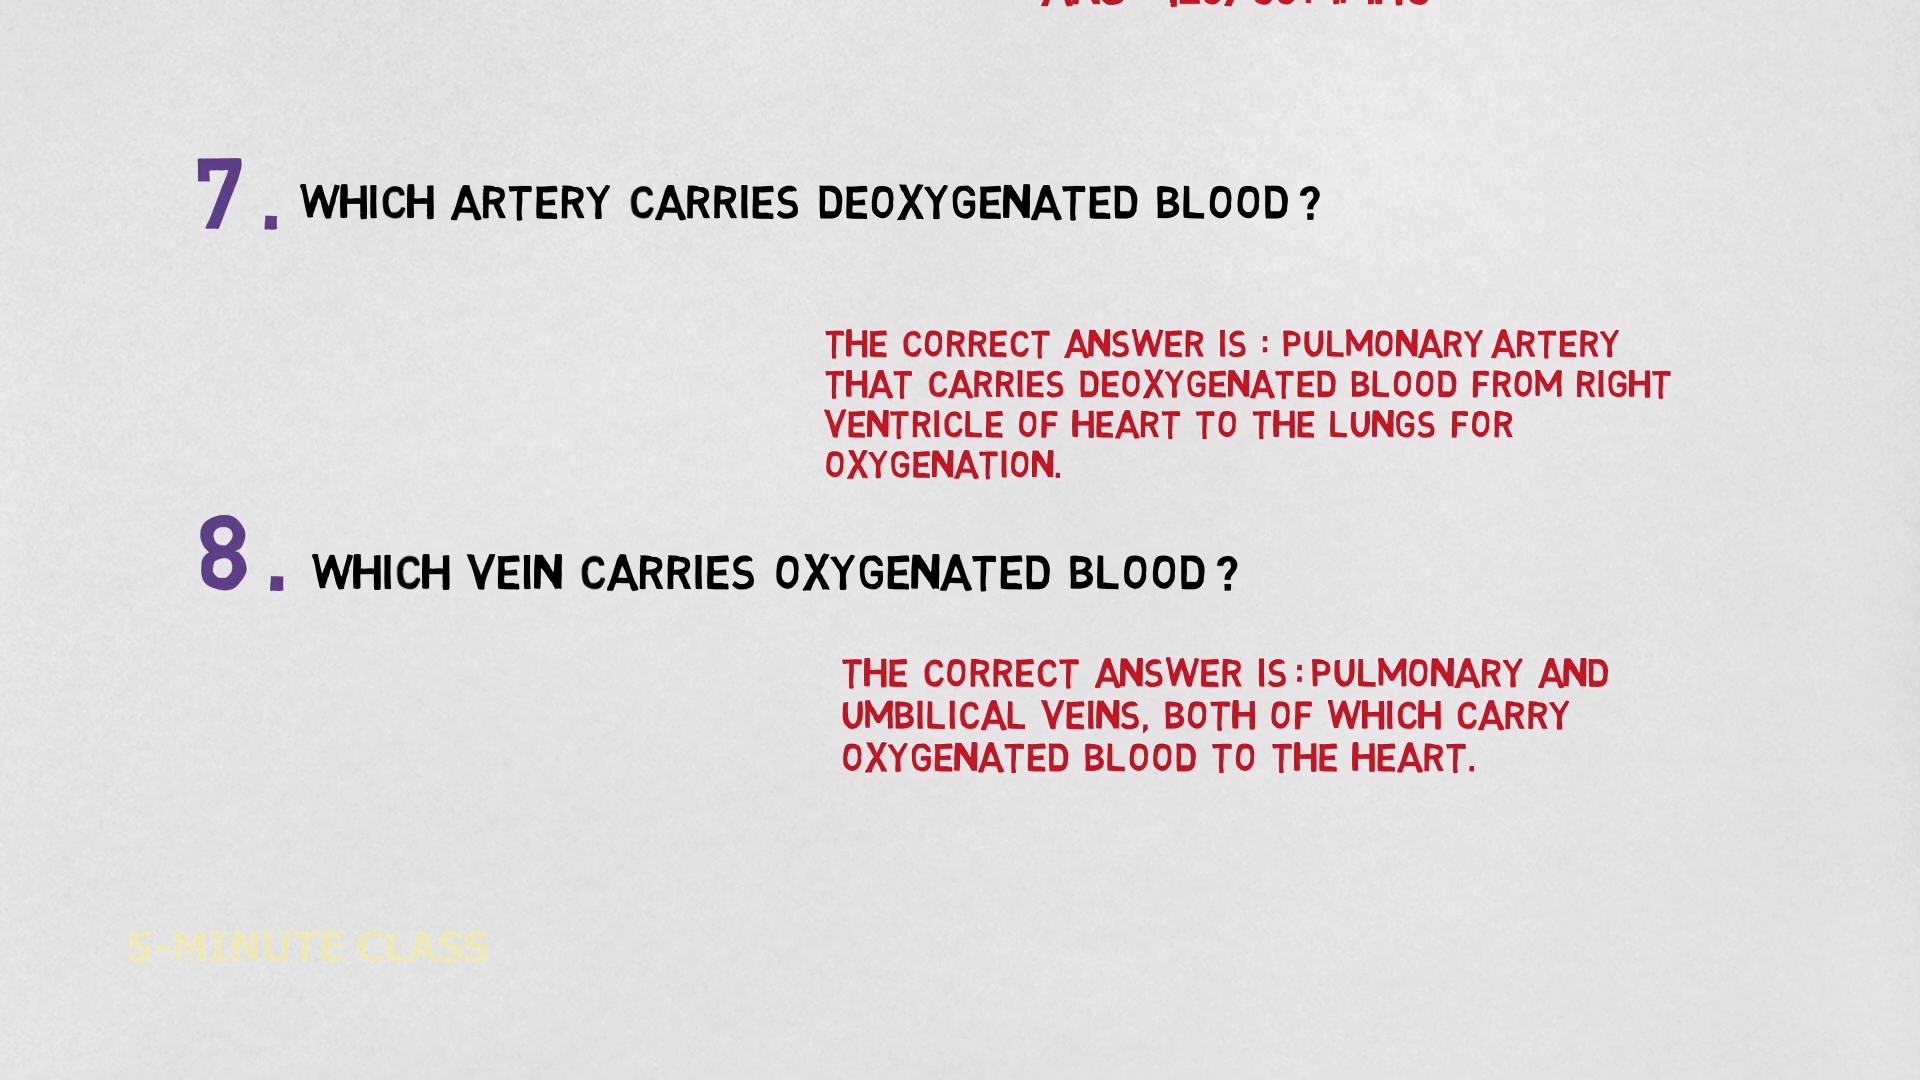 7. WHICH ARTERY CARRIES DEOXYGENATED BLOOD ?
THE CORRECT ANSWER IS : PULMONARY ARTERY
THAT CARRIES DEOXYGENATED BLOOD FROM RIGHT
VENTRICLE OF HEART TO THE LUNGS FOR
OXYGENATION.
8. WHICH VEIN CARRIES OXYGENATED BLOOD ?
THE CORRECT ANSWER IS : PULMONARY AND
UMBILICAL VEINS, BOTH OF WHICH CARRY
OXYGENATED BLOOD TO THE HEART.
5-MINUTE CLASS